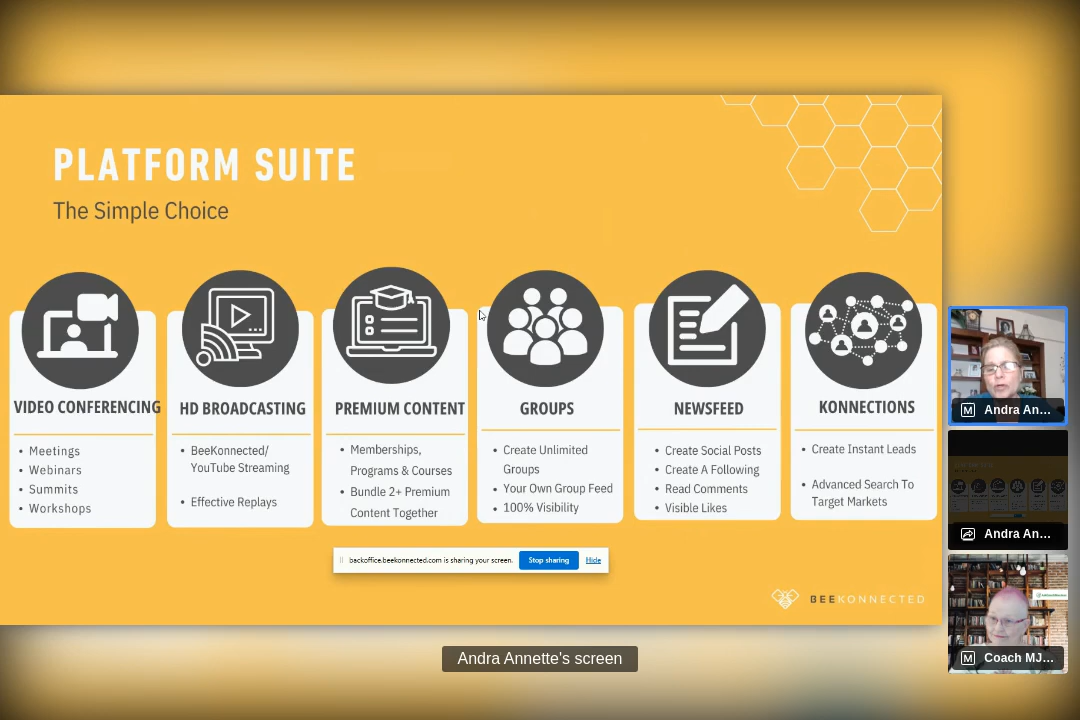 PLATFORM SUITE
The Simple Choice
VIDEO CONFERENCING
• Meetings
• Webinars
• Summits
• Workshops
HD BROADCASTING
• BeeKonnected/
YouTube Streaming
• Effective Replays
PREMIUM CONTENT
• Memberships,
Programs & Courses
• Bundle 2+ Premium
Content Together
GROUPS
• Create Unlimited
Groups
• Your Own Group Feed
• 100% Visibility
NEWSFEED
• Create Social Posts
• Create A Following
• Read Comments
• Visible Likes
KONNECTIONS
• Create Instant Leads
• Advanced Search To
Target Markets
backoffice.beekonnected.com is sharing your screen.
Stop sharing
Hide
BEEKONNECTED
Andra Annette's screen
M Andra An...
Andra An...
M Coach MJ...